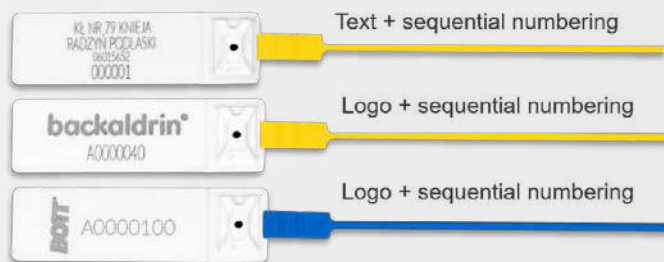 KŁ NR 79 KNIEJA
RADZYŃ PODLASKI
06015652
000001
Text + sequential numbering
backaldrin®
A0000040
Logo + sequential numbering
BOTT
A0000100
Logo + sequential numbering